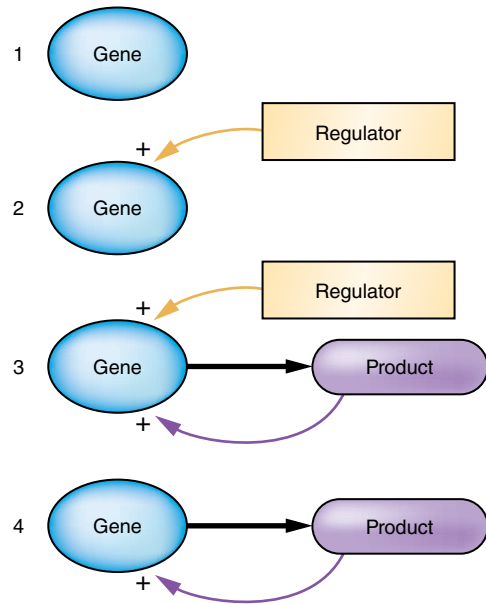 1 Gene
Regulator
+
2 Gene
Regulator
+
3 Gene Product
+
4 Gene Product
+